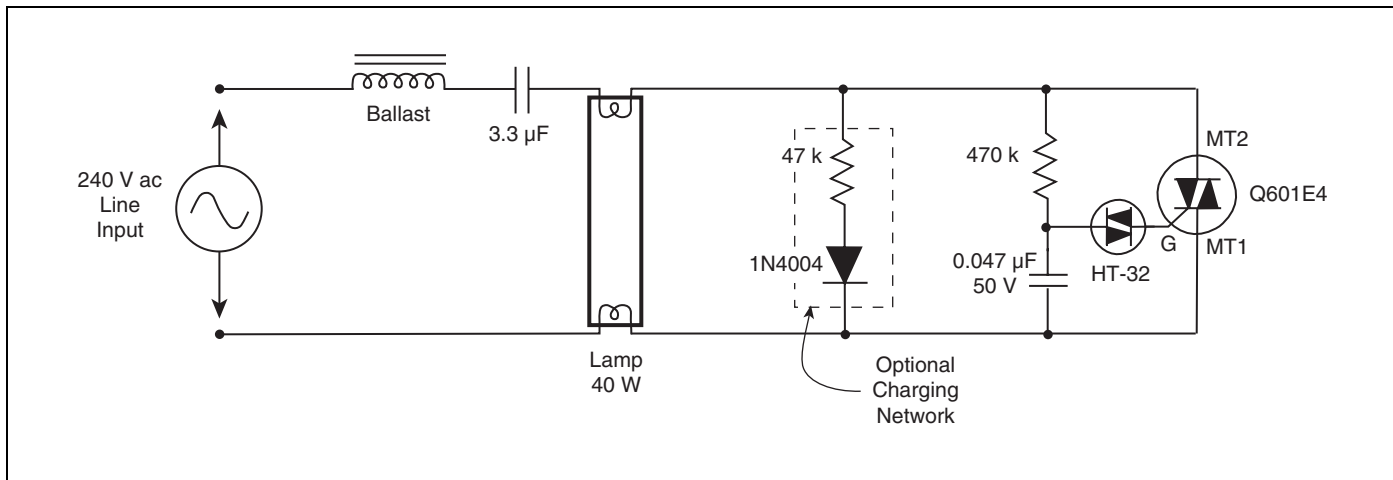 240 V ac
Line
Input
Ballast
3.3 µF
Lamp
40 W
47 k
1N4004
Optional
Charging
Network
470 k
0.047 µF
50 V
HT-32
G
MT2
Q601E4
MT1